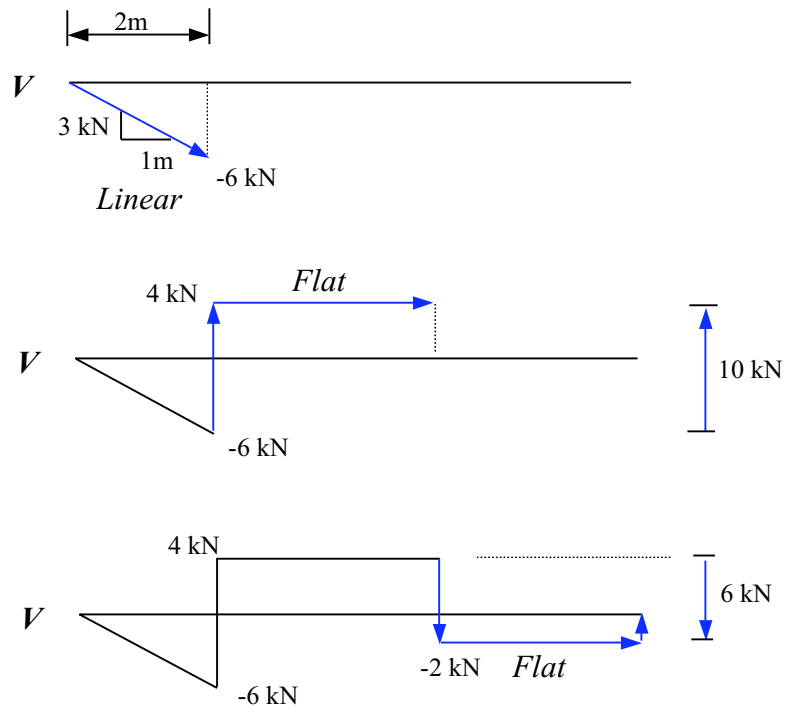 2m
V
3 kN
1m
-6 kN
Linear
4 kN
Flat
V
10 kN
-6 kN
4 kN
6 kN
V
-2 kN
Flat
-6 kN